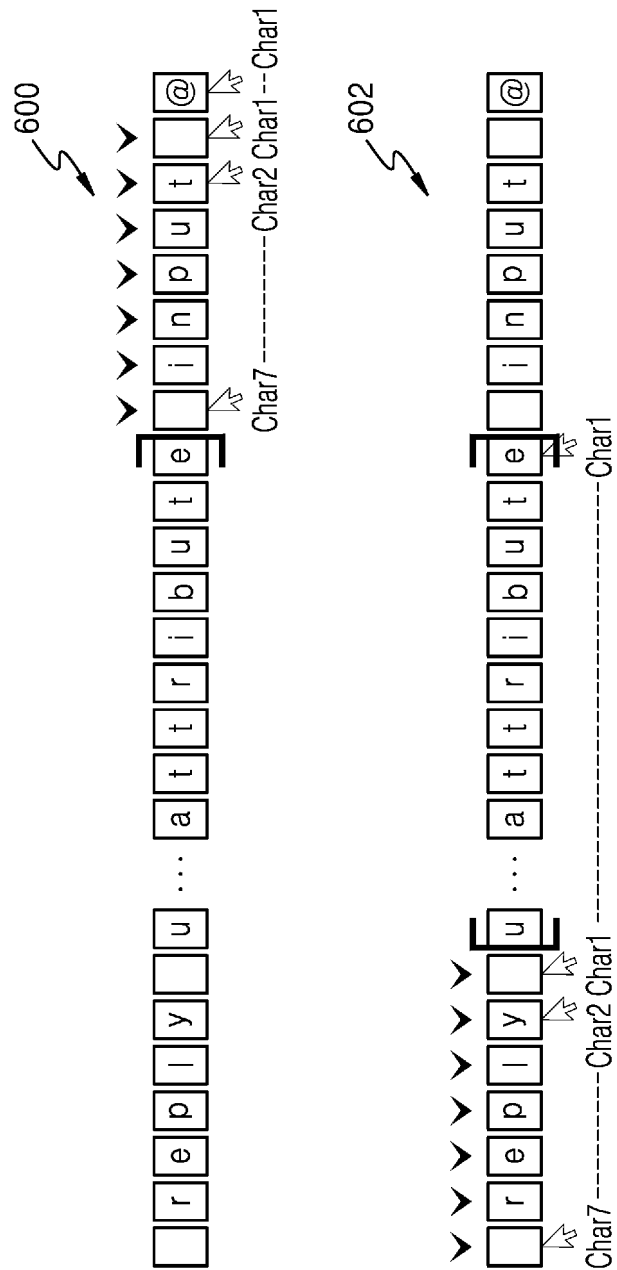 600
r e p l y u ... a t t r i b u t e i n p u t @
Char7 ---------- Char2 Char1 -- Char1
602
r e p l y u ... a t t r i b u t e i n p u t @
Char7 ---------- Char2 Char1 ---------- Char1